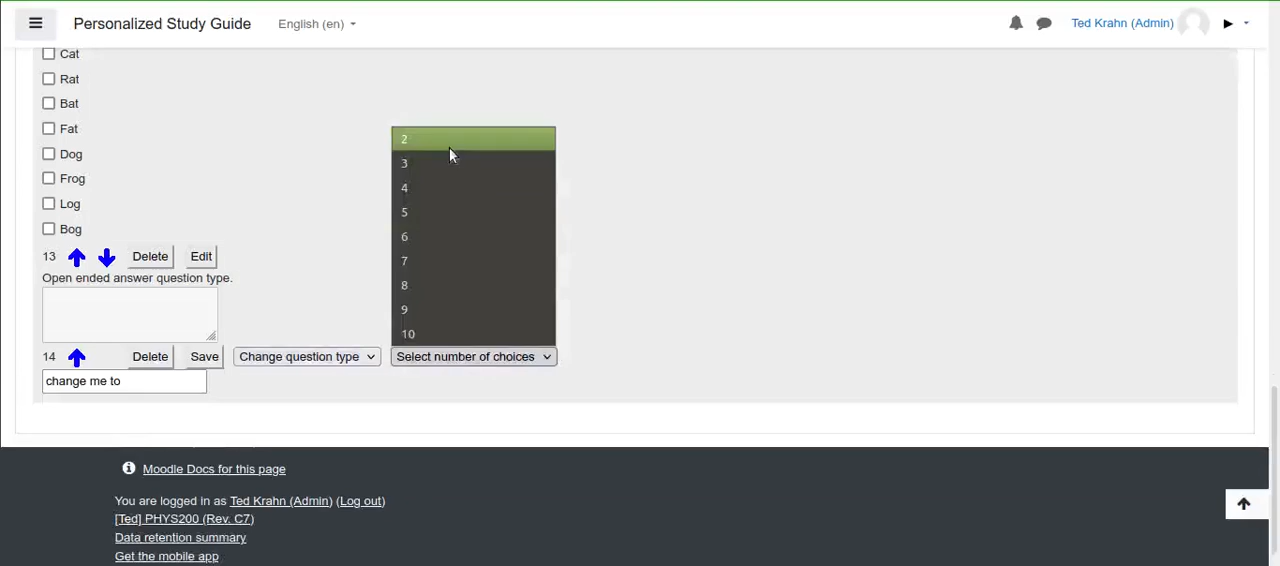 Personalized Study Guide English (en) Ted Krahn (Admin)
Cat
Rat
Bat
Fat
Dog
Frog
Log
Bog
2
3
4
5
6
7
8
9
10
13 Delete Edit
Open ended answer question type.
14 Delete Save Change question type Select number of choices
change me to
Moodle Docs for this page
You are logged in as Ted Krahn (Admin) (Log out)
[Ted] PHYS200 (Rev. C7)
Data retention summary
Get the mobile app